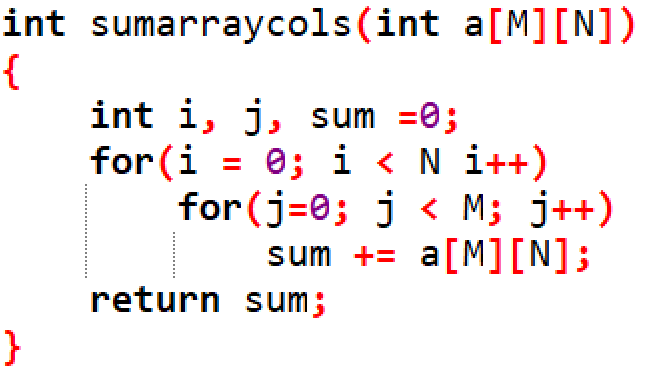 int sumarraycols(int a[M][N])
{
int i, j, sum =0;
for(i = 0; i < N i++)
for(j=0; j < M; j++)
sum += a[M][N];
return sum;
}